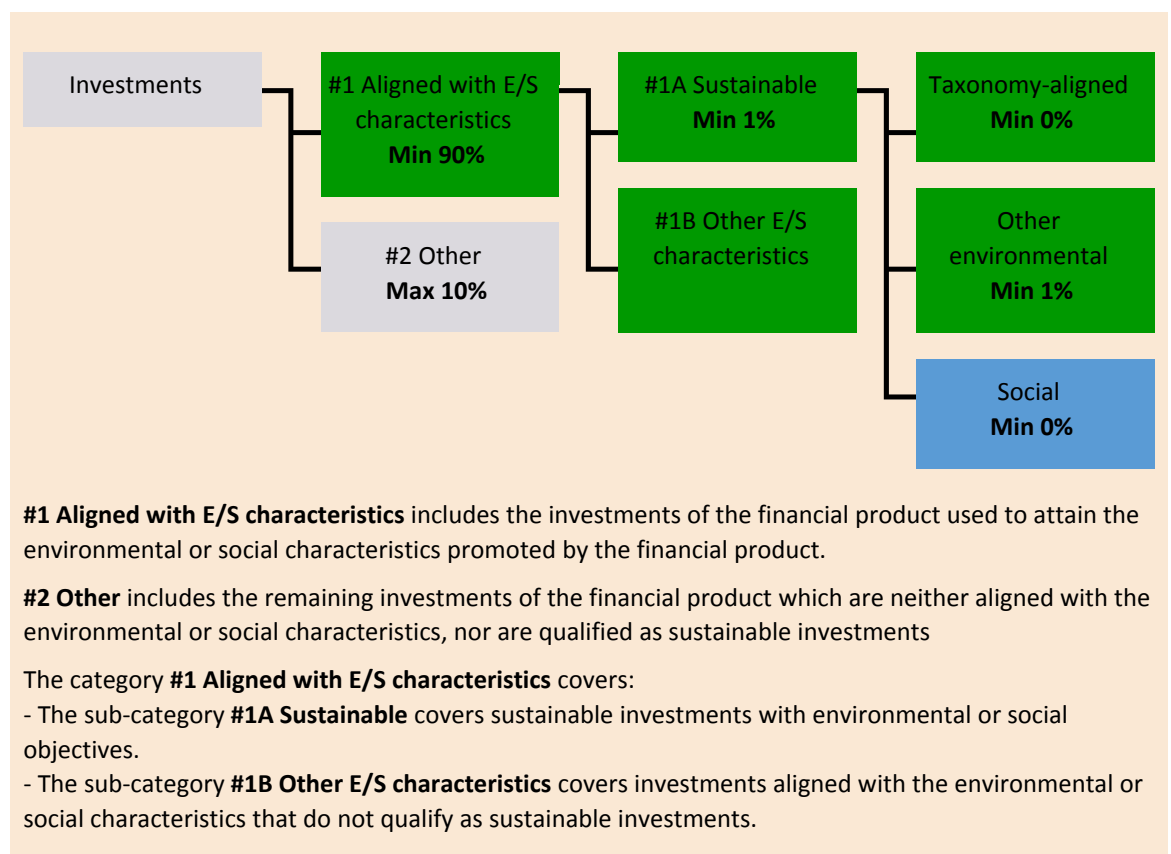 Investments
#1 Aligned with E/S
characteristics
Min 90%
#2 Other
Max 10%
#1A Sustainable
Min 1%
#1B Other E/S
characteristics
Taxonomy-aligned
Min 0%
Other
environmental
Min 1%
Social
Min 0%
#1 Aligned with E/S characteristics includes the investments of the financial product used to attain the
environmental or social characteristics promoted by the financial product.
#2 Other includes the remaining investments of the financial product which are neither aligned with the
environmental or social characteristics, nor are qualified as sustainable investments
The category #1 Aligned with E/S characteristics covers:
- The sub-category #1A Sustainable covers sustainable investments with environmental or social
objectives.
- The sub-category #1B Other E/S characteristics covers investments aligned with the environmental or
social characteristics that do not qualify as sustainable investments.